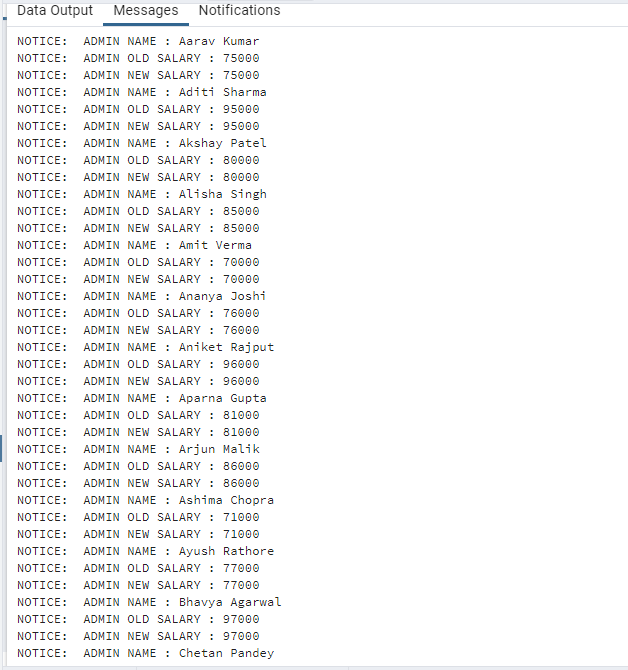 Data Output Messages Notifications
NOTICE: ADMIN NAME : Aarav Kumar
NOTICE: ADMIN OLD SALARY : 75000
NOTICE: ADMIN NEW SALARY : 75000
NOTICE: ADMIN NAME : Aditi Sharma
NOTICE: ADMIN OLD SALARY : 95000
NOTICE: ADMIN NEW SALARY : 95000
NOTICE: ADMIN NAME : Akshay Patel
NOTICE: ADMIN OLD SALARY : 80000
NOTICE: ADMIN NEW SALARY : 80000
NOTICE: ADMIN NAME : Alisha Singh
NOTICE: ADMIN OLD SALARY : 85000
NOTICE: ADMIN NEW SALARY : 85000
NOTICE: ADMIN NAME : Amit Verma
NOTICE: ADMIN OLD SALARY : 70000
NOTICE: ADMIN NEW SALARY : 70000
NOTICE: ADMIN NAME : Ananya Joshi
NOTICE: ADMIN OLD SALARY : 76000
NOTICE: ADMIN NEW SALARY : 76000
NOTICE: ADMIN NAME : Aniket Rajput
NOTICE: ADMIN OLD SALARY : 96000
NOTICE: ADMIN NEW SALARY : 96000
NOTICE: ADMIN NAME : Aparna Gupta
NOTICE: ADMIN OLD SALARY : 81000
NOTICE: ADMIN NEW SALARY : 81000
NOTICE: ADMIN NAME : Arjun Malik
NOTICE: ADMIN OLD SALARY : 86000
NOTICE: ADMIN NEW SALARY : 86000
NOTICE: ADMIN NAME : Ashima Chopra
NOTICE: ADMIN OLD SALARY : 71000
NOTICE: ADMIN NEW SALARY : 71000
NOTICE: ADMIN NAME : Ayush Rathore
NOTICE: ADMIN OLD SALARY : 77000
NOTICE: ADMIN NEW SALARY : 77000
NOTICE: ADMIN NAME : Bhavya Agarwal
NOTICE: ADMIN OLD SALARY : 97000
NOTICE: ADMIN NEW SALARY : 97000
NOTICE: ADMIN NAME : Chetan Pandey